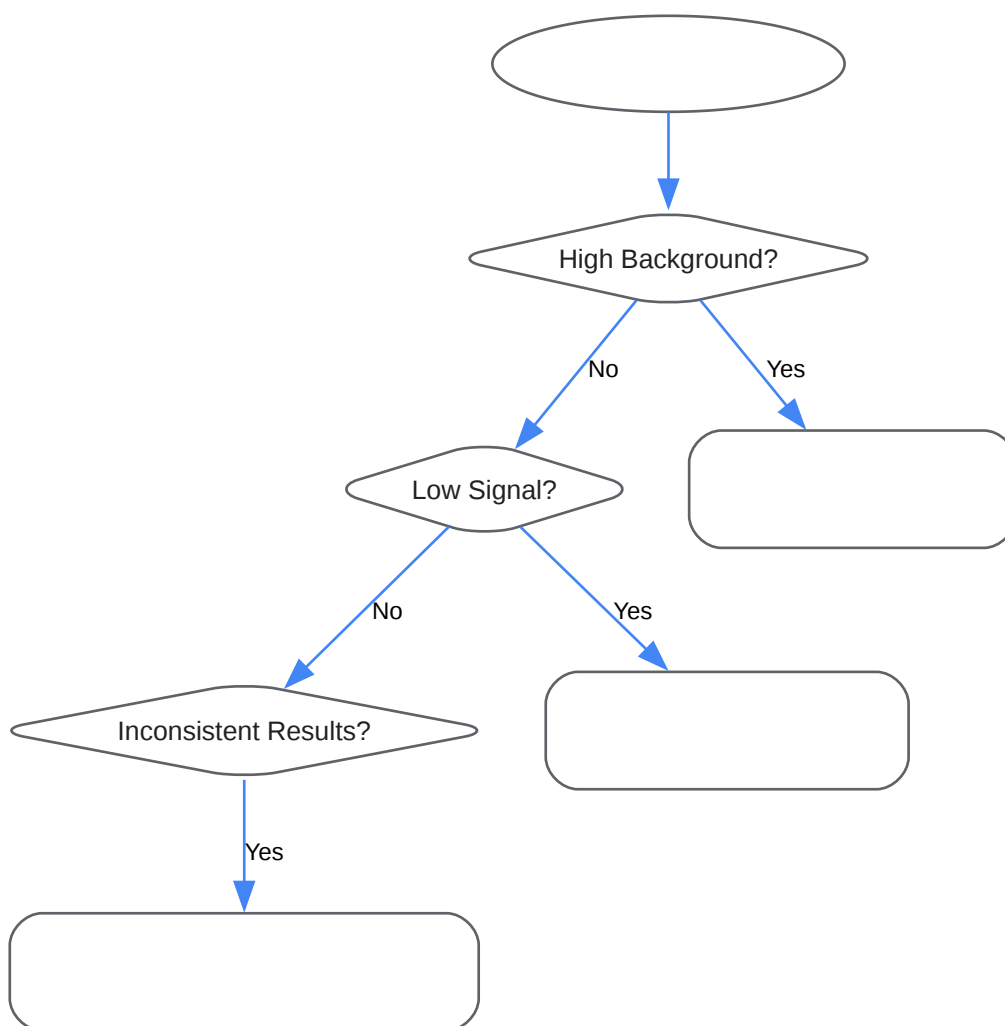 High Background?
No
Yes
Low Signal?
No
Yes
Inconsistent Results?
Yes